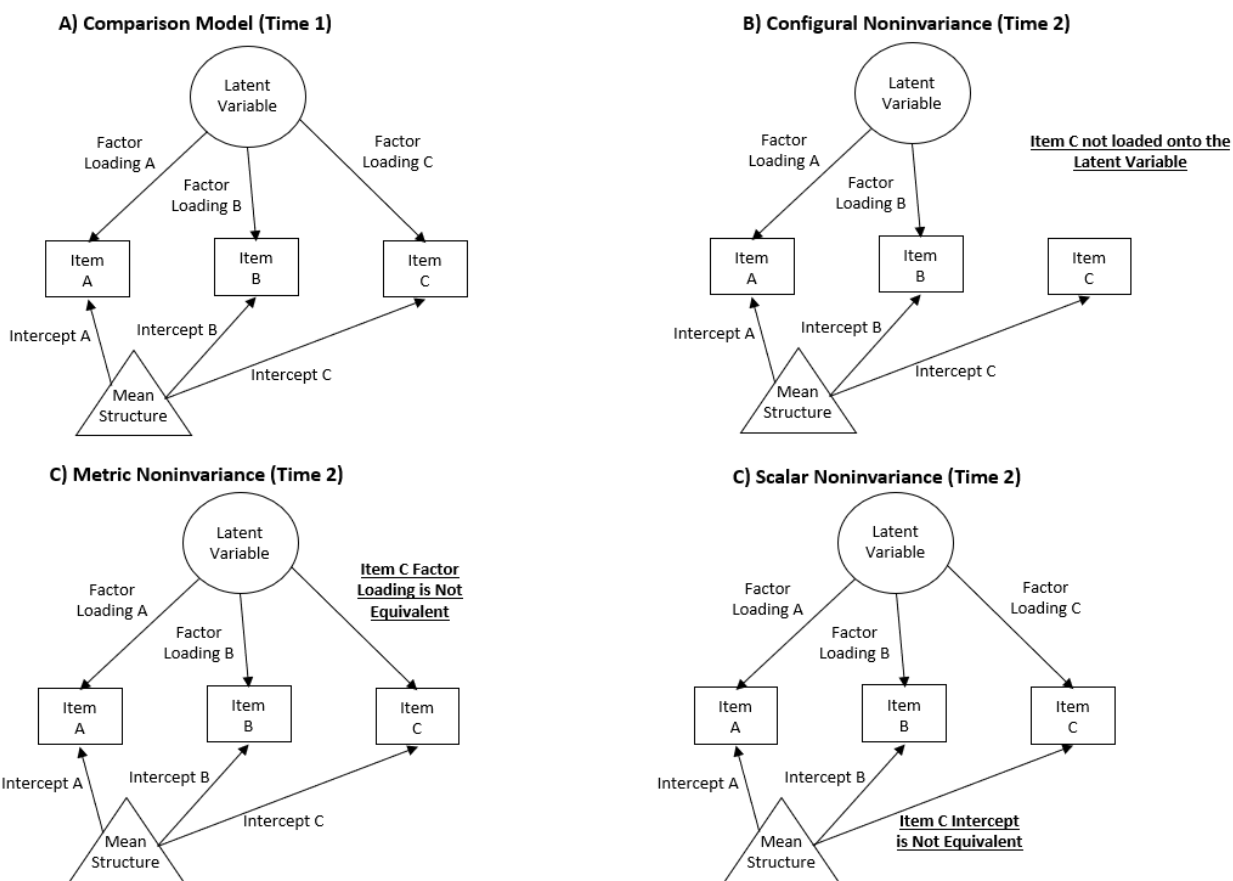 A) Comparison Model (Time 1)
Latent
Variable
Factor
Loading A
Factor
Loading B
Factor
Loading C
Item
A
Item
B
Item
C
Intercept A
Intercept B
Intercept C
Mean
Structure
B) Configural Noninvariance (Time 2)
Latent
Variable
Factor
Loading A
Factor
Loading B
Item C not loaded onto the
Latent Variable
Item
A
Item
B
Item
C
Intercept A
Intercept B
Intercept C
Mean
Structure
C) Metric Noninvariance (Time 2)
Latent
Variable
Factor
Loading A
Factor
Loading B
Item C Factor
Loading is Not
Equivalent
Item
A
Item
B
Item
C
Intercept A
Intercept B
Intercept C
Mean
Structure
C) Scalar Noninvariance (Time 2)
Latent
Variable
Factor
Loading A
Factor
Loading B
Factor
Loading C
Item
A
Item
B
Item
C
Intercept A
Intercept B
Item C Intercept
is Not Equivalent
Mean
Structure